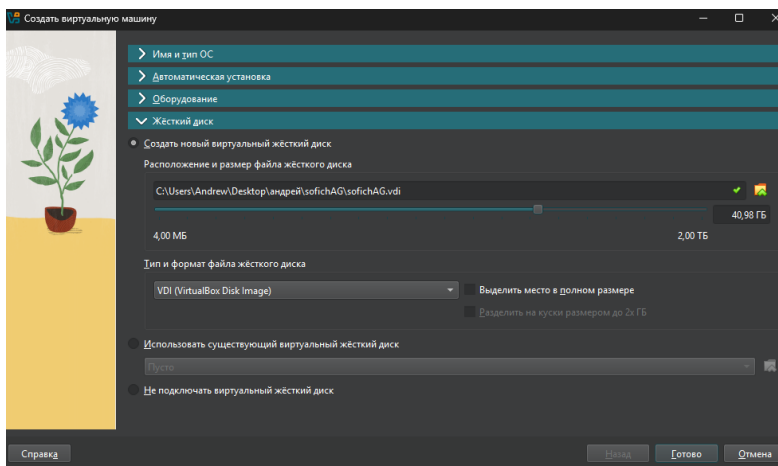 Создать виртуальную машину
Имя и тип ОС
Автоматическая установка
Оборудование
Жёсткий диск
Создать новый виртуальный жёсткий диск
Расположение и размер файла жёсткого диска
C:\Users\Andrew\Desktop\андрей\sofichAG\sofichAG.vdi
40,98 ГБ
4,00 МБ 2,00 ТБ
Тип и формат файла жёсткого диска
VDI (VirtualBox Disk Image) Выделить место в полном размере
Разделить на куски размером до 2х ГБ
Использовать существующий виртуальный жёсткий диск
Пусто
Не подключать виртуальный жёсткий диск
Справка Назад Готово Отмена